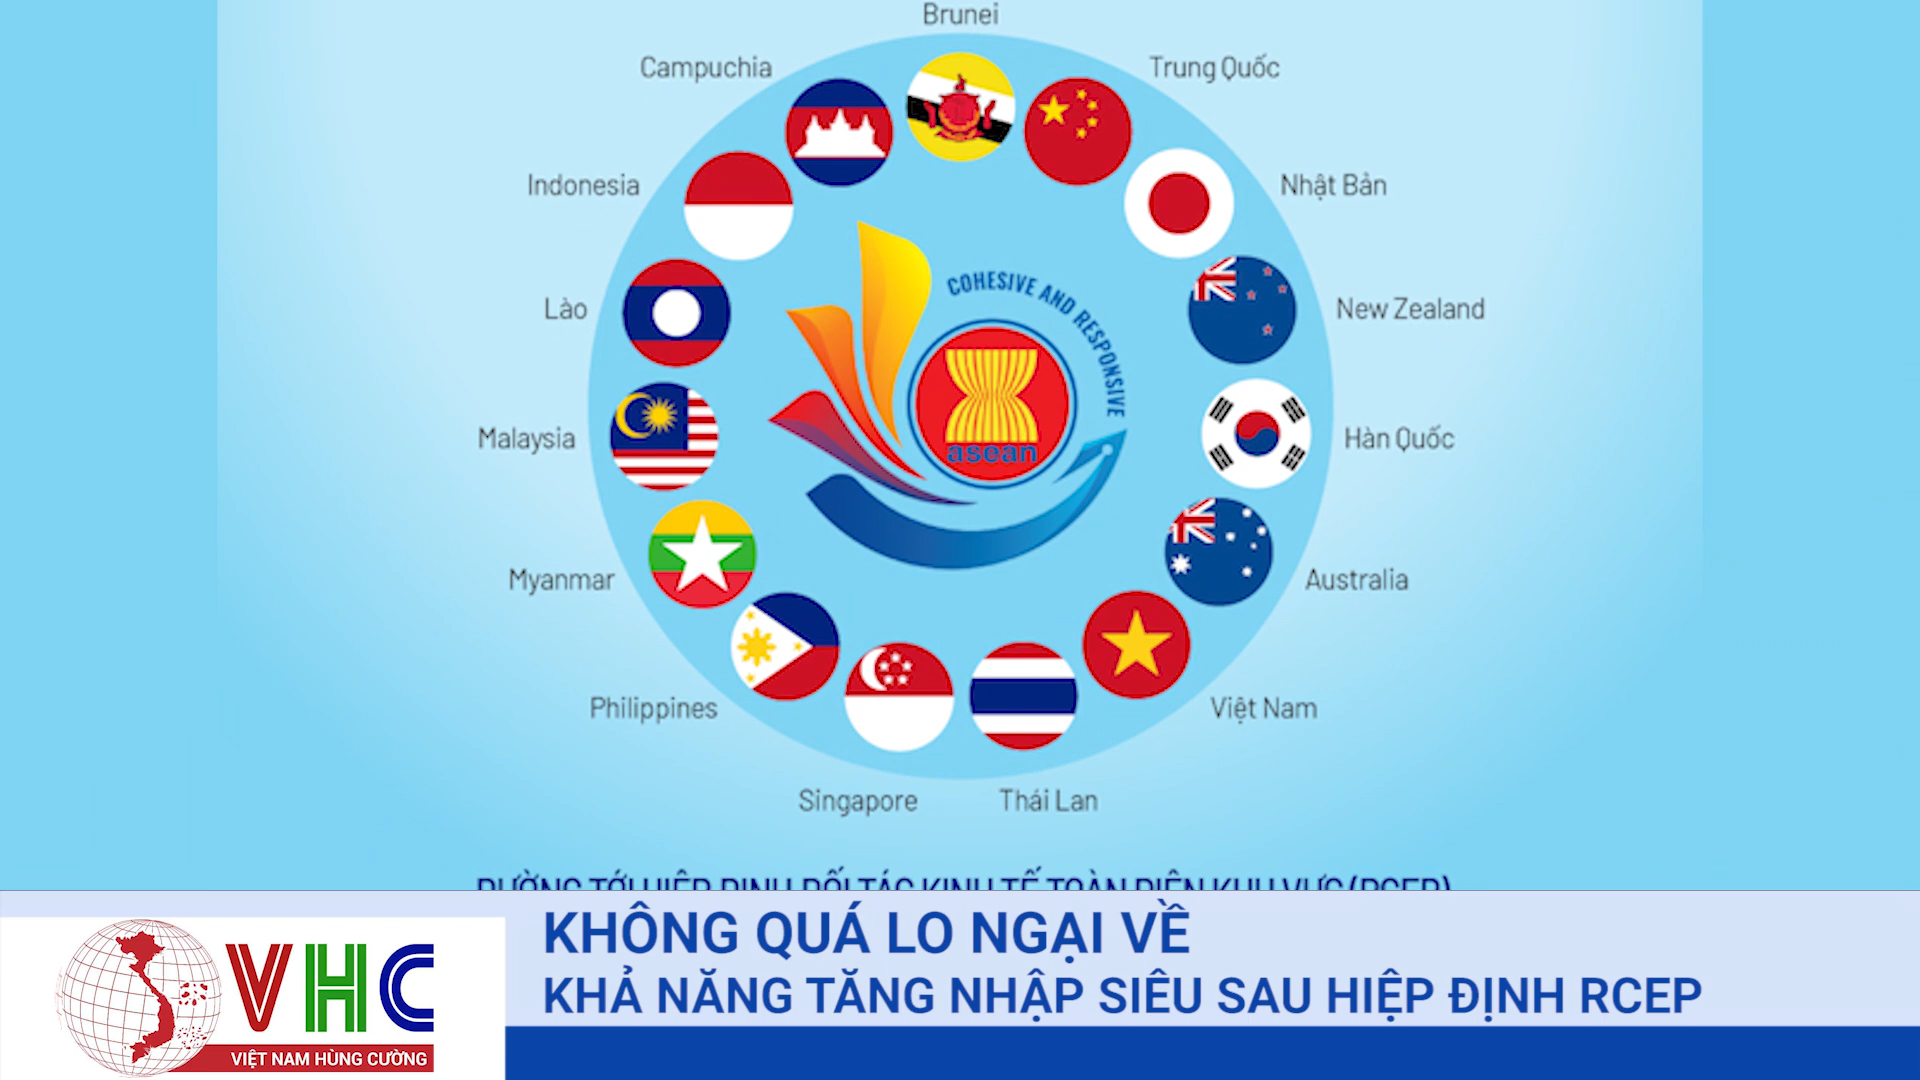 Brunei
Campuchia
Trung Quốc
Indonesia
Nhật Bản
Lào
COHESIVE AND RESPONSIVE
New Zealand
asean
Malaysia
Hàn Quốc
Myanmar
Australia
Philippines
Việt Nam
Singapore
Thái Lan
KHÔNG QUÁ LO NGẠI VỀ
KHẢ NĂNG TĂNG NHẬP SIÊU SAU HIỆP ĐỊNH RCEP
VHC
VIỆT NAM HÙNG CƯỜNG